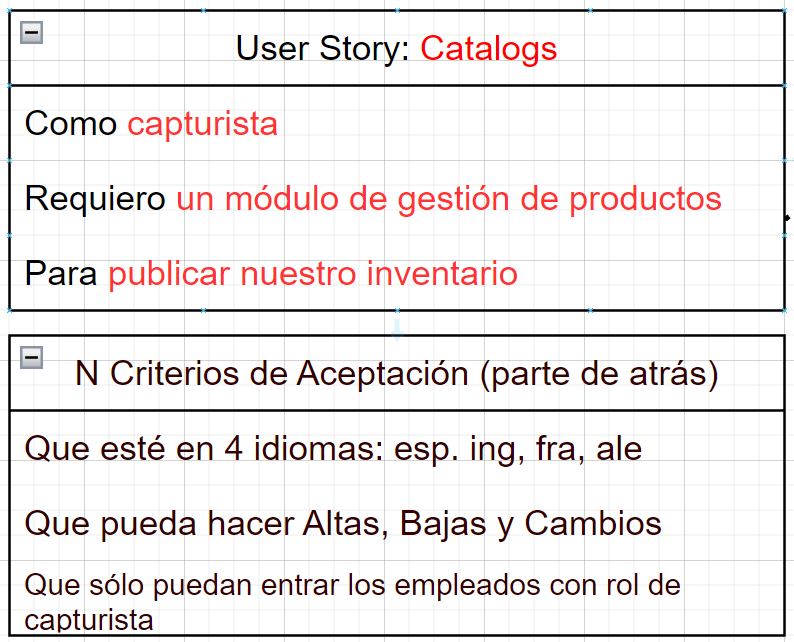 User Story: Catalogs
Como capturista
Requiero un módulo de gestión de productos
Para publicar nuestro inventario
N Criterios de Aceptación (parte de atrás)
Que esté en 4 idiomas: esp. ing, fra, ale
Que pueda hacer Altas, Bajas y Cambios
Que sólo puedan entrar los empleados con rol de
capturista